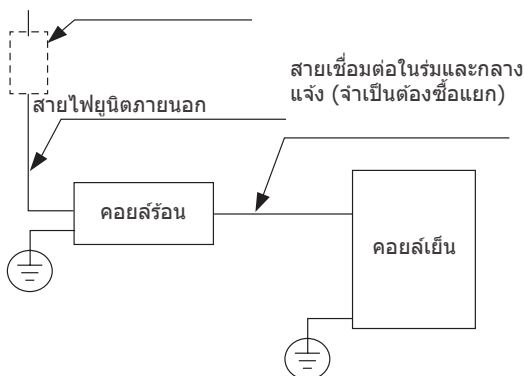 สายเชื่อมต่อในร่มและกลาง
แจ้ง (จำเป็นต้องซื้อแยก)
สายไฟยูนิตภายนอก
คอยล์ร้อน
คอยล์เย็น